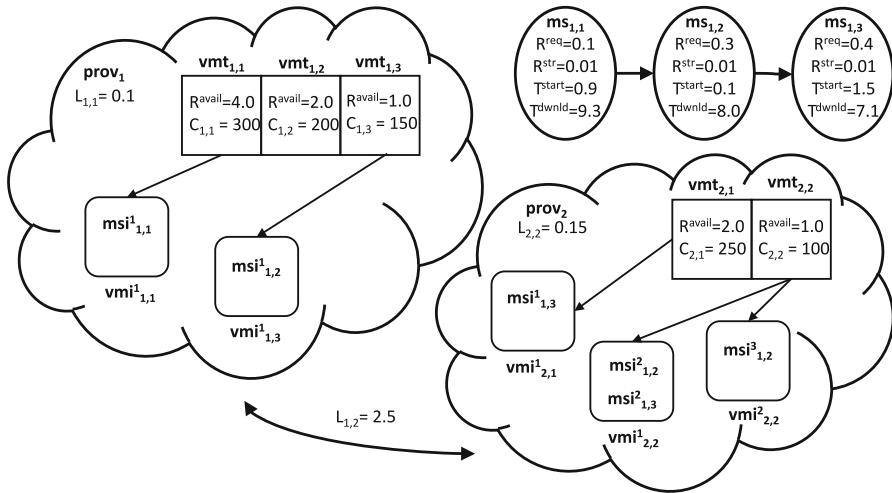 prov₁
L₁,₁= 0.1
vmt₁,₁ vmt₁,₂ vmt₁,₃
Rᵃᵛᵃⁱˡ=4.0 Rᵃᵛᵃⁱˡ=2.0 Rᵃᵛᵃⁱˡ=1.0
C₁,₁ = 300 C₁,₂ = 200 C₁,₃ = 150
msi¹₁,₁
vmi¹₁,₁
msi¹₁,₂
vmi¹₁,₃
ms₁,₁
Rʳᵉq=0.1
Rˢᵗʳ=0.01
Tˢᵗᵃʳᵗ=0.9
Tᵈʷⁿˡᵈ=9.3
ms₁,₂
Rʳᵉq=0.3
Rˢᵗʳ=0.01
Tˢᵗᵃʳᵗ=0.1
Tᵈʷⁿˡᵈ=8.0
ms₁,₃
Rʳᵉq=0.4
Rˢᵗʳ=0.01
Tˢᵗᵃʳᵗ=1.5
Tᵈʷⁿˡᵈ=7.1
prov₂
L₂,₂= 0.15
vmt₂,₁ vmt₂,₂
Rᵃᵛᵃⁱˡ=2.0 Rᵃᵛᵃⁱˡ=1.0
C₂,₁ = 250 C₂,₂ = 100
msi¹₁,₃
vmi¹₂,₁
msi²₁,₂
msi²₁,₃
vmi¹₂,₂
msi³₁,₂
vmi²₂,₂
L₁,₂= 2.5